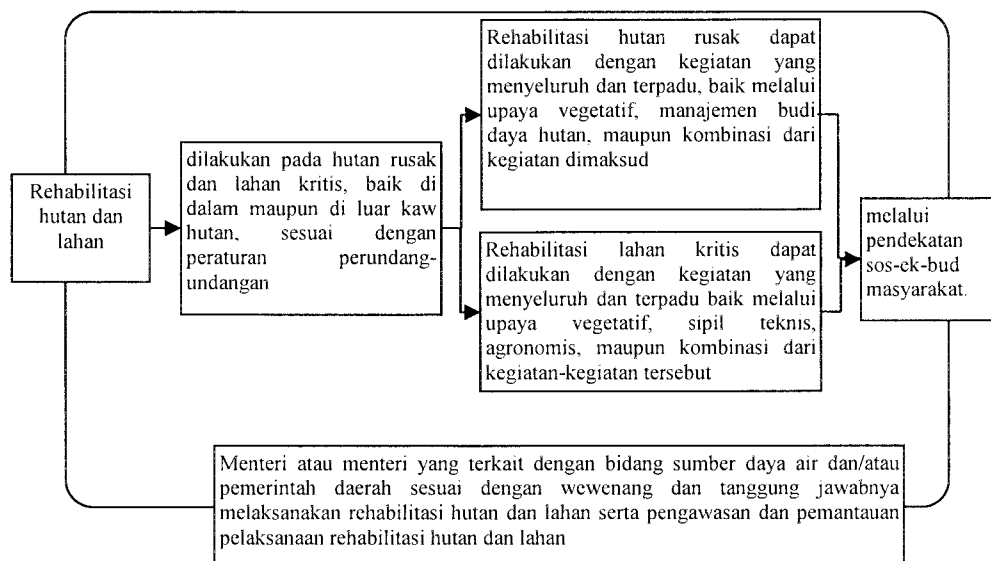 Rehabilitasi
hutan dan
lahan
dilakukan pada hutan rusak
dan lahan kritis, baik di
dalam maupun di luar kaw
hutan, sesuai dengan
peraturan perundang-
undangan
Rehabilitasi hutan rusak dapat
dilakukan dengan kegiatan yang
menyeluruh dan terpadu, baik melalui
upaya vegetatif, manajemen budi
daya hutan, maupun kombinasi dari
kegiatan dimaksud
Rehabilitasi lahan kritis dapat
dilakukan dengan kegiatan yang
menyeluruh dan terpadu baik melalui
upaya vegetatif, sipil teknis,
agronomis, maupun kombinasi dari
kegiatan-kegiatan tersebut
melalui
pendekatan
sos-ek-bud
masyarakat.
Menteri atau menteri yang terkait dengan bidang sumber daya air dan/atau
pemerintah daerah sesuai dengan wewenang dan tanggung jawabnya
melaksanakan rehabilitasi hutan dan lahan serta pengawasan dan pemantauan
pelaksanaan rehabilitasi hutan dan lahan